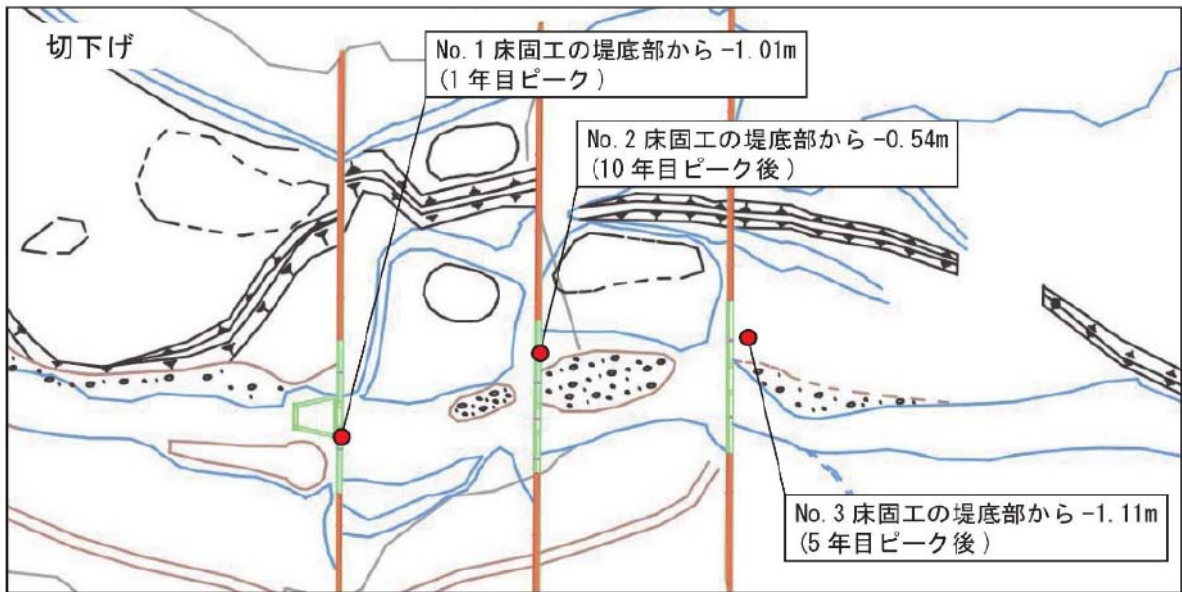 切下げ
No.1 床固工の堤底部から -1.01m
(1 年目ピーク)
No.2 床固工の堤底部から -0.54m
(10 年目ピーク後)
No.3 床固工の堤底部から -1.11m
(5 年目ピーク後)